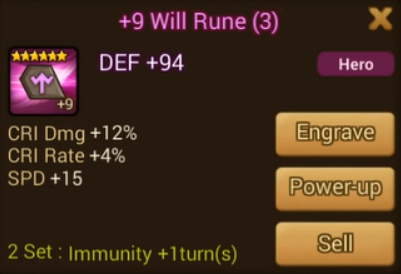 +9 Will Rune (3)
DEF +94
Hero
+9
CRI Dmg +12%
CRI Rate +4%
SPD +15
Engrave
Power-up
Sell
2 Set : Immunity +1turn(s)